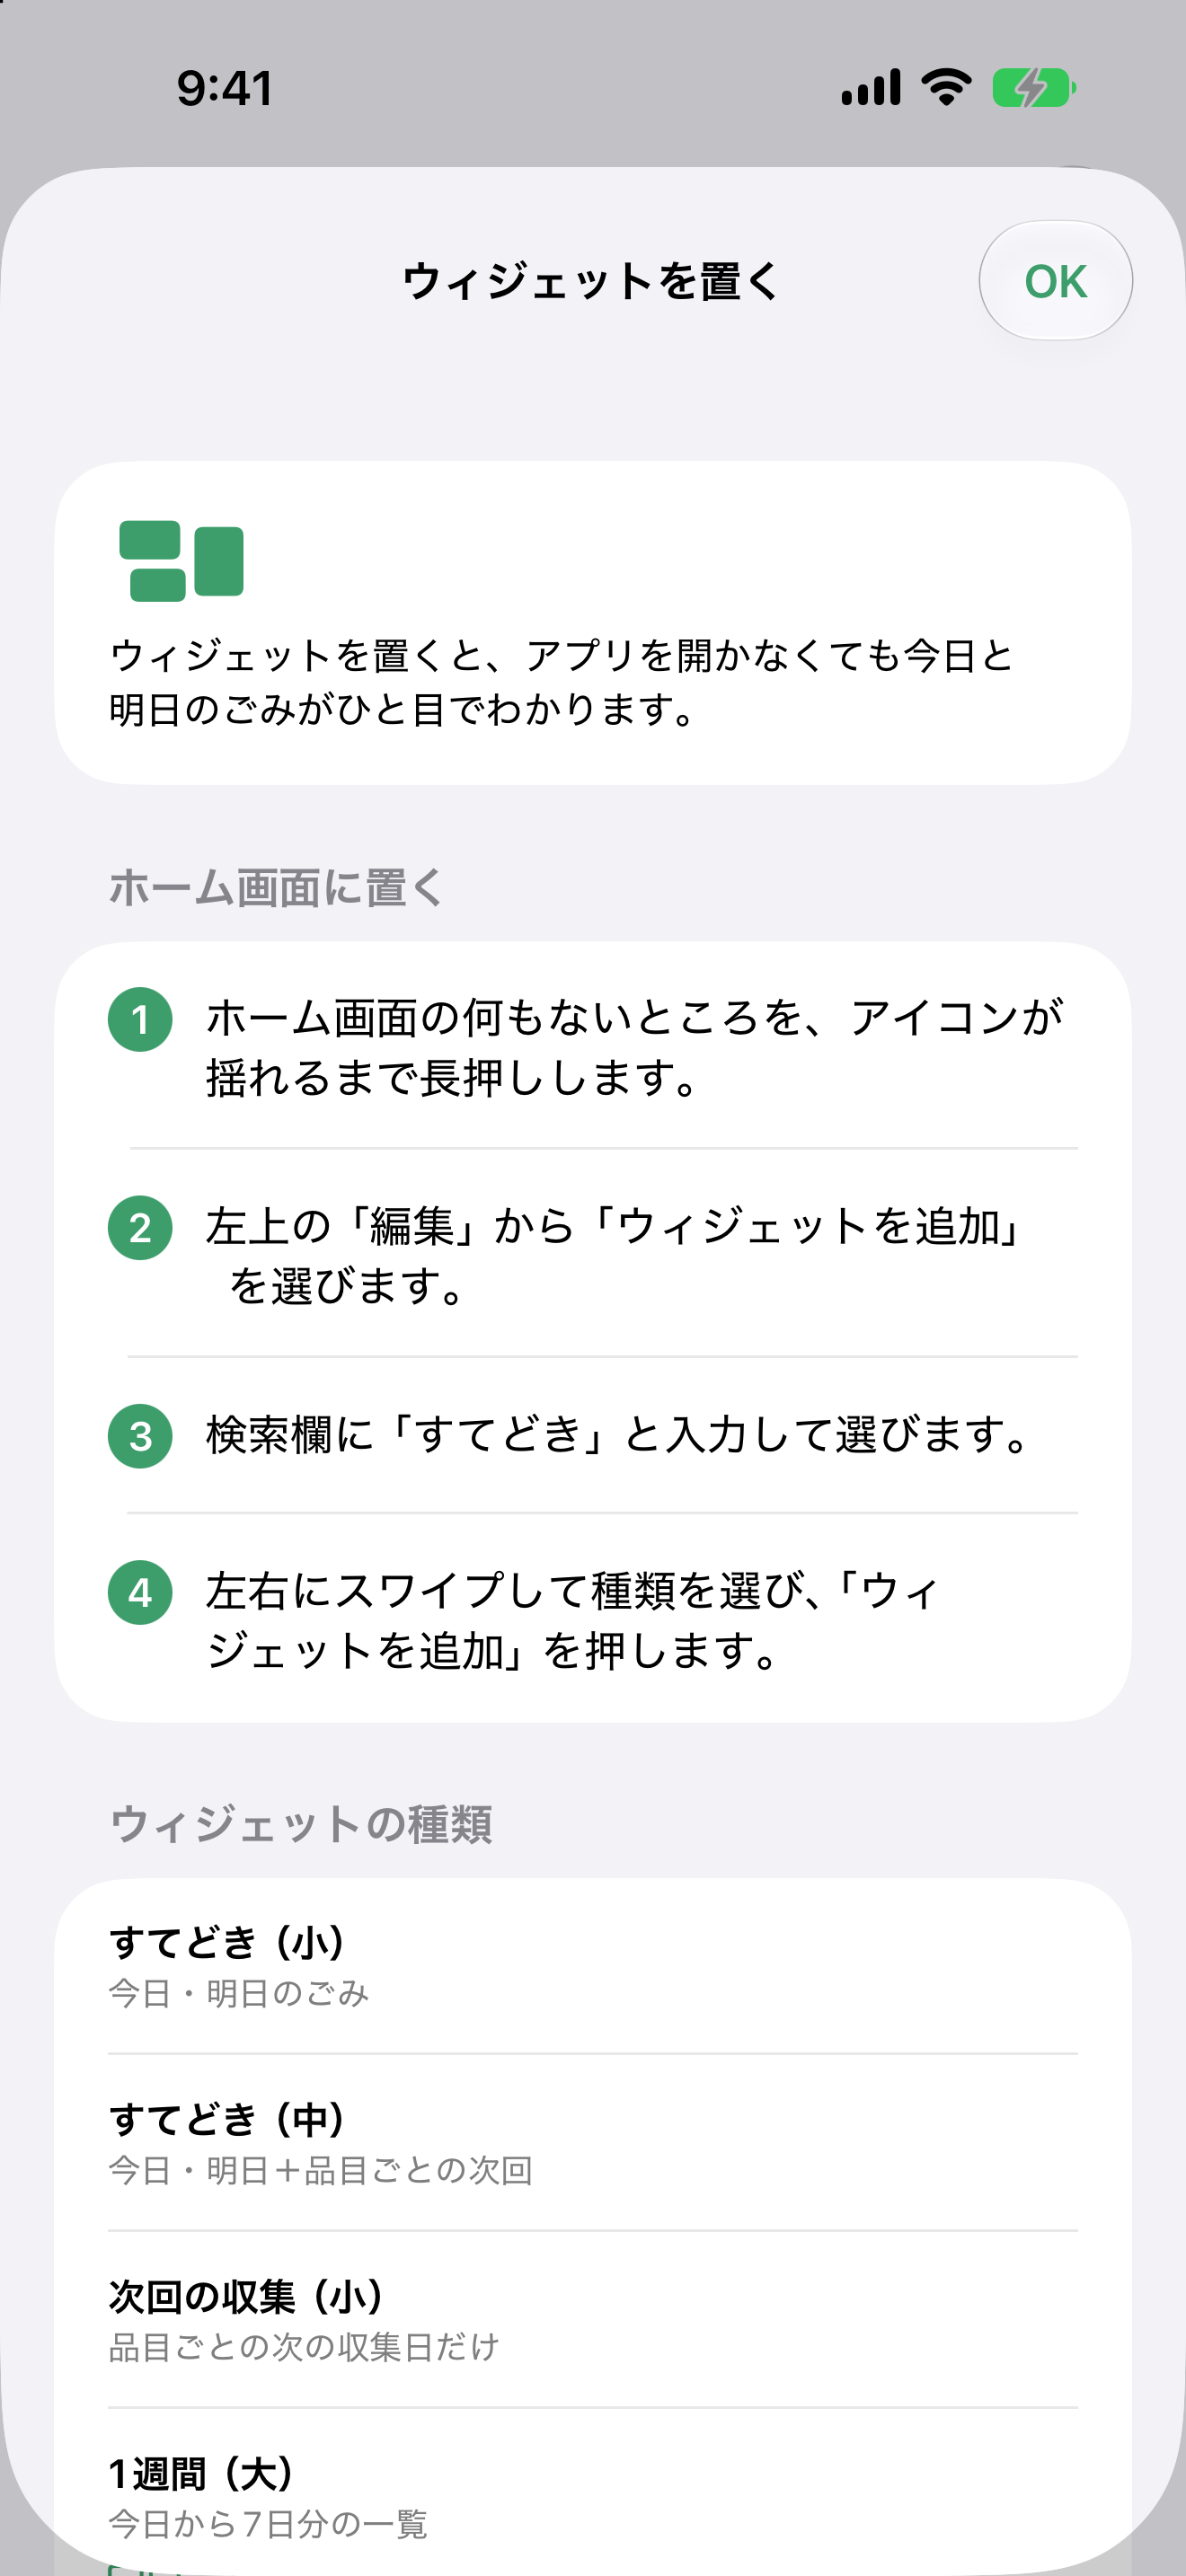 9:41
ウィジェットを置く
OK
ウィジェットを置くと、アプリを開かなくても今日と
明日のごみがひと目でわかります。
ホーム画面に置く
1
ホーム画面の何もないところを、アイコンが
揺れるまで長押しします。
2
左上の「編集」から「ウィジェットを追加」
を選びます。
3
検索欄に「すてどき」と入力して選びます。
4
左右にスワイプして種類を選び、「ウィ
ジェットを追加」を押します。
ウィジェットの種類
すてどき（小）
今日・明日のごみ
すてどき（中）
今日・明日＋品目ごとの次回
次回の収集（小）
品目ごとの次の収集日だけ
1週間（大）
今日から7日分の一覧